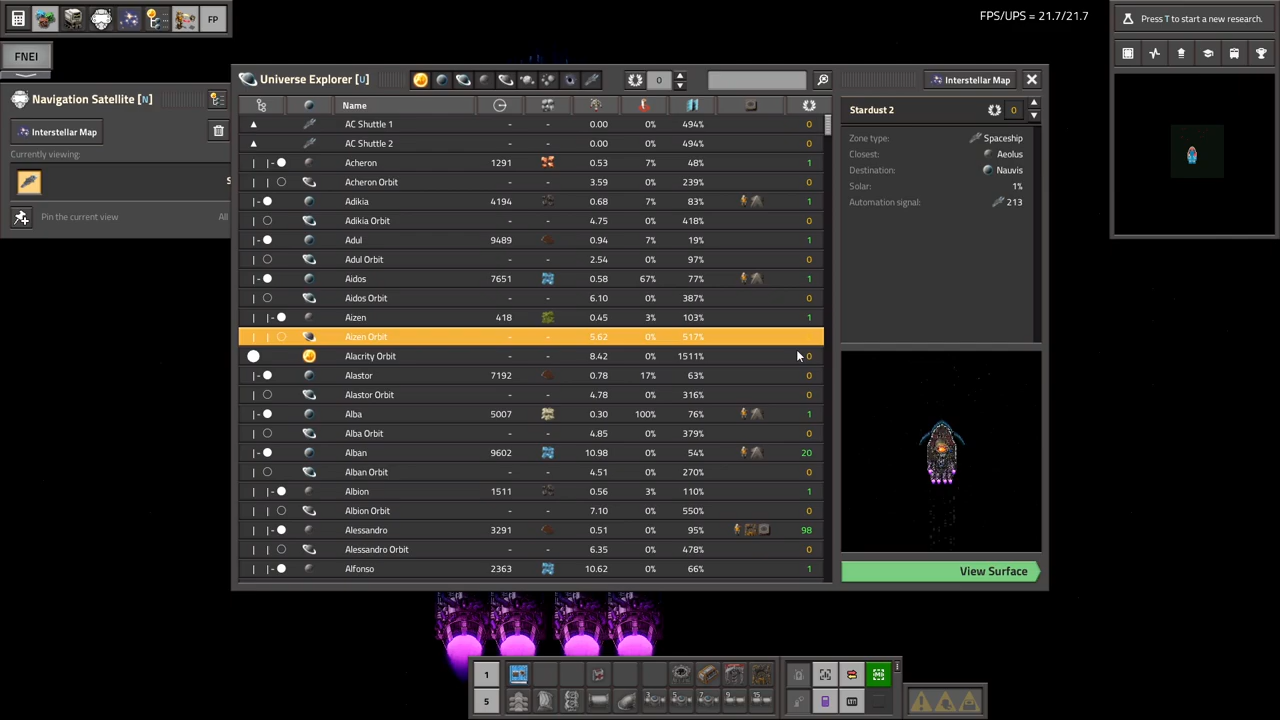 FPS/UPS = 21.7/21.7
FP
FNEI
Press T to start a new research.
Navigation Satellite [N]
Interstellar Map
Currently viewing:
S
Pin the current view
All
Universe Explorer [U]
0
Interstellar Map
Name
AC Shuttle 1 - - 0.00 0% 494% 0
AC Shuttle 2 - - 0.00 0% 494% 0
Acheron 1291 0.53 7% 48% 1
Acheron Orbit - - 3.59 0% 239% 0
Adikia 4194 0.68 7% 83% 1
Adikia Orbit - - 4.75 0% 418% 0
Adul 9489 0.94 7% 19% 1
Adul Orbit - - 2.54 0% 97% 0
Aidos 7651 0.58 67% 77% 1
Aidos Orbit - - 6.10 0% 387% 0
Aizen 418 0.45 3% 103% 1
Aizen Orbit - - 5.62 0% 517%
Alacrity Orbit - - 8.42 0% 1511% 0
Alastor 7192 0.78 17% 63% 0
Alastor Orbit - - 4.78 0% 316% 0
Alba 5007 0.30 100% 76% 1
Alba Orbit - - 4.85 0% 379% 0
Alban 9602 10.98 0% 54% 20
Alban Orbit - - 4.51 0% 270% 0
Albion 1511 0.56 3% 110% 1
Albion Orbit - - 7.10 0% 550% 0
Alessandro 3291 0.51 0% 95% 98
Alessandro Orbit - - 6.35 0% 478% 0
Alfonso 2363 10.62 0% 66% 1
Stardust 2
0
Zone type: Spaceship
Closest: Aeolus
Destination: Nauvis
Solar: 1%
Automation signal: 213
View Surface
1
5
3 5 7 9 15